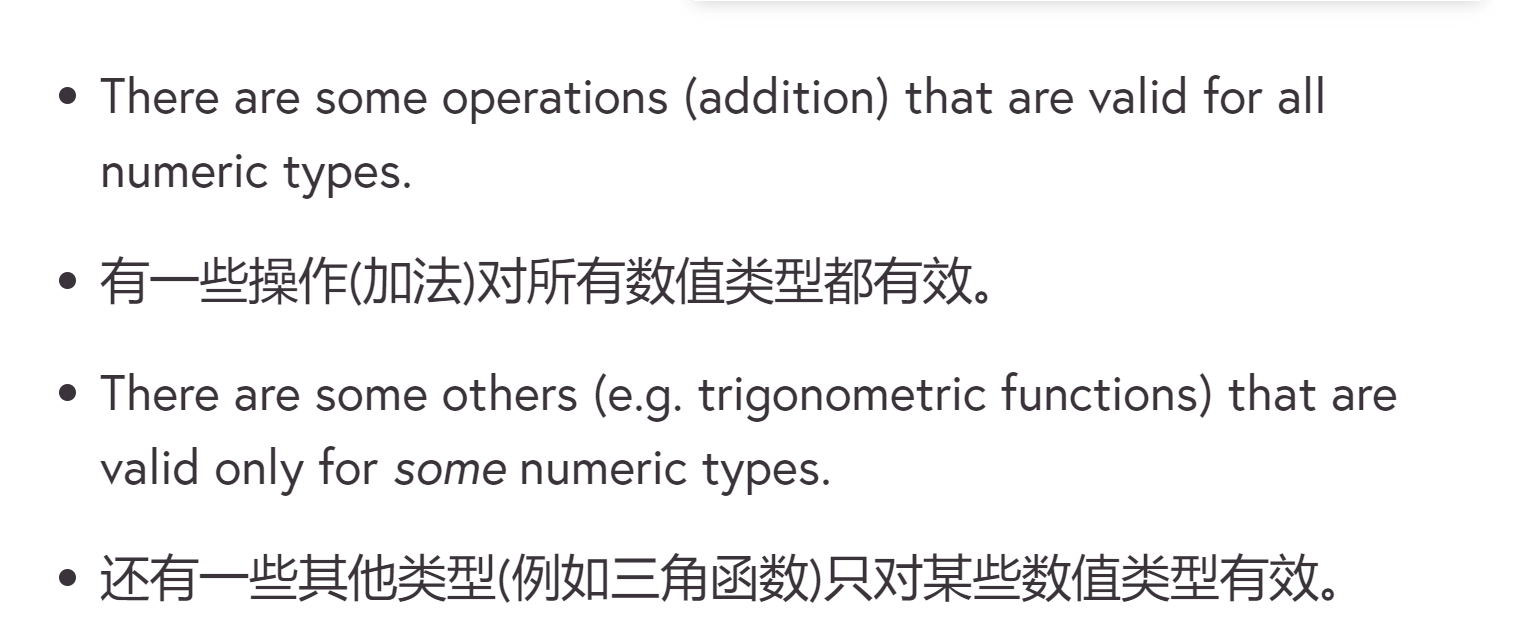 • There are some operations (addition) that are valid for all
numeric types.
• 有一些操作(加法)对所有数值类型都有效。
• There are some others (e.g. trigonometric functions) that are
valid only for some numeric types.
• 还有一些其他类型(例如三角函数)只对某些数值类型有效。